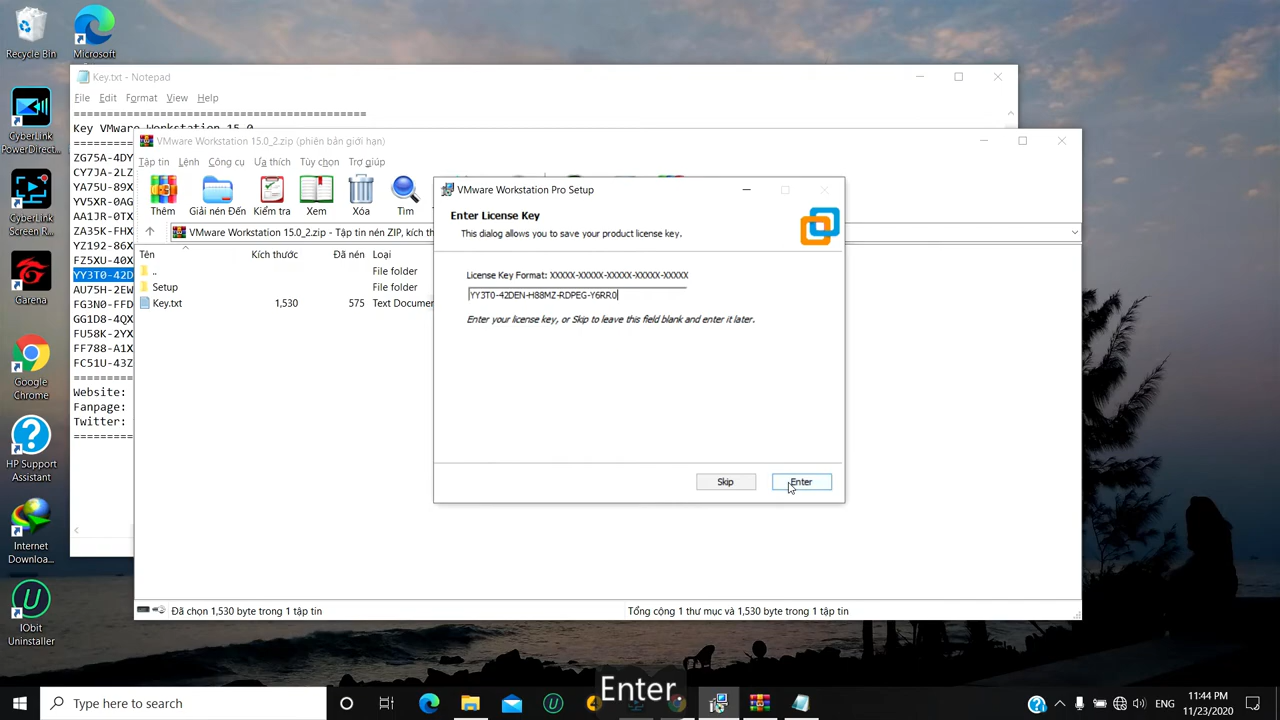 Recycle Bin
Microsoft
CyberLink
PowerDirect...
CyberLink
Screen R...
Garena
Google
Chrome
HP Support
Assistant
Internet
Downloa...
IObit
Uninstaller
Key.txt - Notepad
File Edit Format View Help
============================================
Key VMware Workstation 15.0
ZG75A-4DY
CY7JA-2LZ
YA75U-89X
YV5XR-0AG
AA1JR-0TX
ZA35K-FHX
YZ192-86X
FZ5XU-40X
YY3T0-42D
AU75H-2EW
FG3N0-FFD
GG1D8-4QX
FU58K-2YX
FF788-A1X
FC51U-43Z
=========
Website:
Fanpage:
Twitter:
=========
VMware Workstation 15.0_2.zip (phiên bản giới hạn)
Tập tin Lệnh Công cụ Ưa thích Tùy chọn Trợ giúp
Thêm Giải nén Đến Kiểm tra Xem Xóa Tìm
VMware Workstation 15.0_2.zip - Tập tin nén ZIP, kích th
Tên Kích thước Đã nén Loại
.. File folder
Setup File folder
Key.txt 1,530 575 Text Documen
Đã chọn 1,530 byte trong 1 tập tin
Tổng cộng 1 thư mục và 1,530 byte trong 1 tập tin
VMware Workstation Pro Setup
Enter License Key
This dialog allows you to save your product license key.
License Key Format: XXXXX-XXXXX-XXXXX-XXXXX-XXXXX
YY3T0-42DEN-H88MZ-RDPEG-Y6RR0
Enter your license key, or Skip to leave this field blank and enter it later.
Skip Enter
Enter.
Type here to search
ENG
11:44 PM
11/23/2020